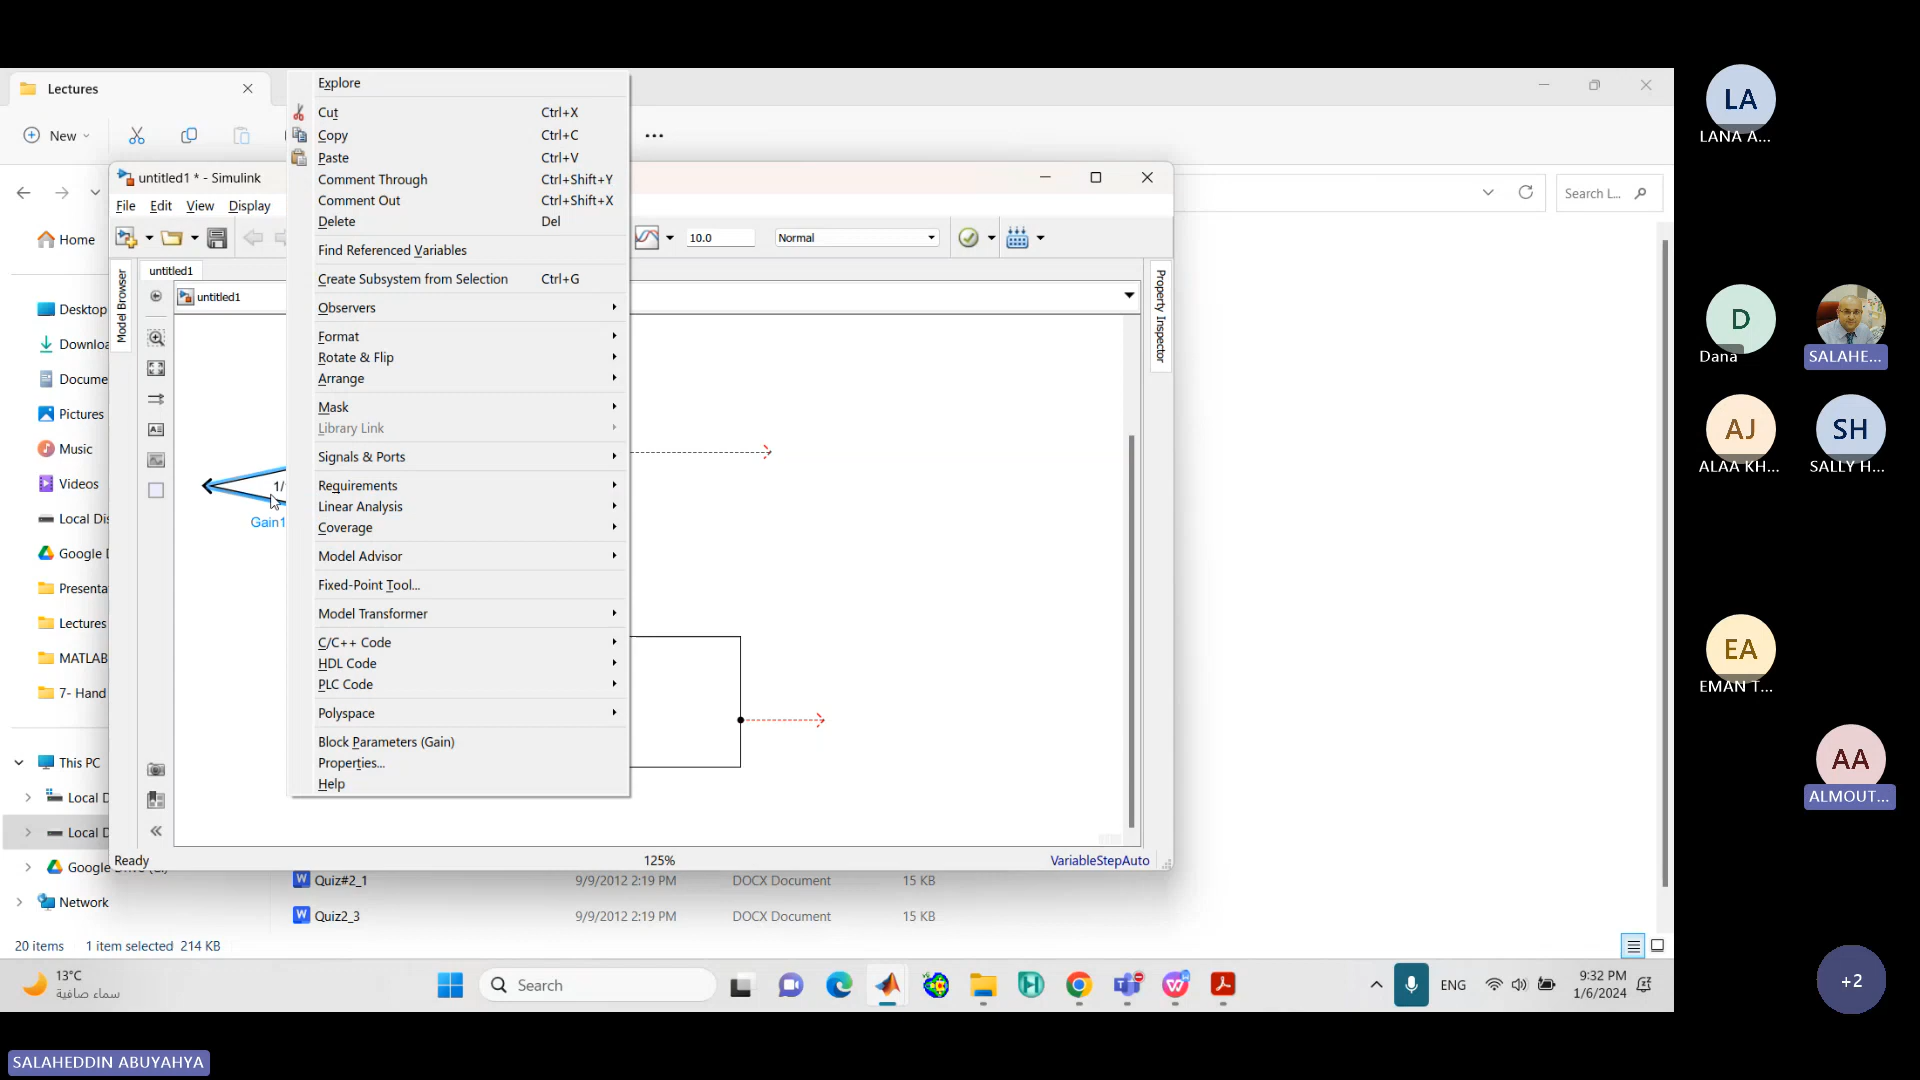 Lectures
New
Search L...
Home
Desktop
Downloa
Docume
Pictures
Music
Videos
Local Dis
Google D
Presenta
Lectures
MATLAB
7- Hand
This PC
Local D
Local D
Google Drive (G:)
Network
untitled1 * - Simulink
File Edit View Display
10.0
Normal
untitled1
Model Browser
untitled1
Property Inspector
1/
Gain1
Ready
125%
VariableStepAuto
Explore
Cut Ctrl+X
Copy Ctrl+C
Paste Ctrl+V
Comment Through Ctrl+Shift+Y
Comment Out Ctrl+Shift+X
Delete Del
Find Referenced Variables
Create Subsystem from Selection Ctrl+G
Observers
Format
Rotate & Flip
Arrange
Mask
Library Link
Signals & Ports
Requirements
Linear Analysis
Coverage
Model Advisor
Fixed-Point Tool...
Model Transformer
C/C++ Code
HDL Code
PLC Code
Polyspace
Block Parameters (Gain)
Properties...
Help
Quiz#2_1 9/9/2012 2:19 PM DOCX Document 15 KB
Quiz2_3 9/9/2012 2:19 PM DOCX Document 15 KB
20 items 1 item selected 214 KB
13°C
سماء صافية
Search
ENG
9:32 PM
1/6/2024
LA
LANA A...
D
Dana
SALAHE...
AJ
ALAA KH...
SH
SALLY H...
EA
EMAN T...
AA
ALMOUT...
+2
SALAHEDDIN ABUYAHYA